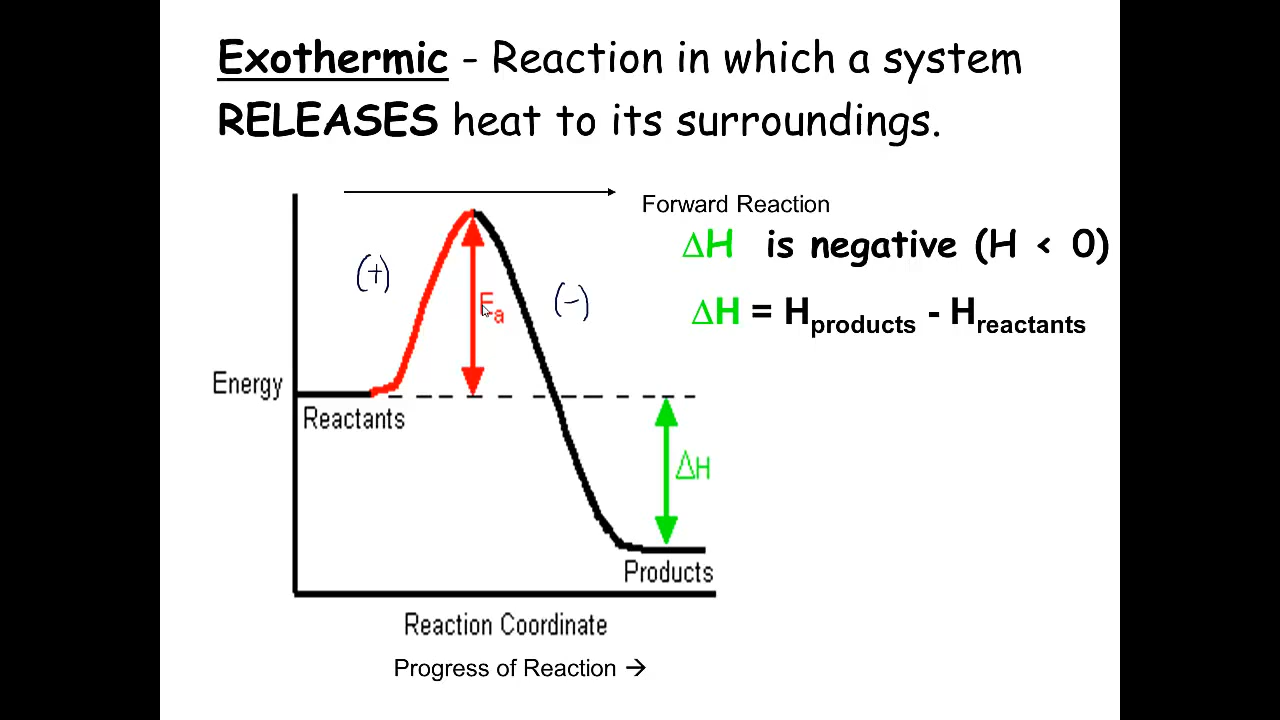 Exothermic - Reaction in which a system
RELEASES heat to its surroundings.
Forward Reaction
ΔH is negative (H < 0)
ΔH = Hproducts - Hreactants
(+)
(-)
Ea
Energy
Reactants
ΔH
Products
Reaction Coordinate
Progress of Reaction →